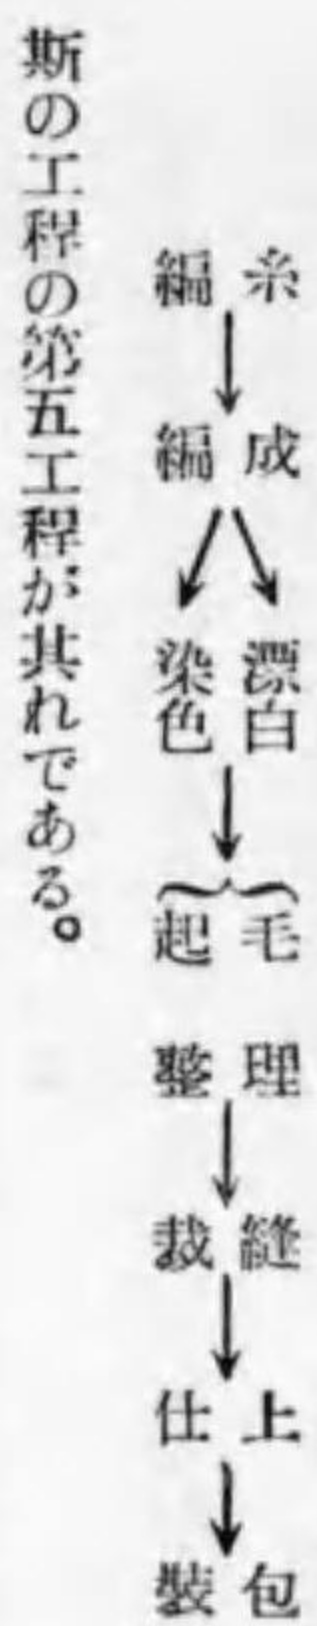 編糸
↓
編成
↙↘
漂白
染色
↓
起毛
整理
↓
裁縫
↓
仕上
↓
裝包
斯の工程の第五工程が其れである。